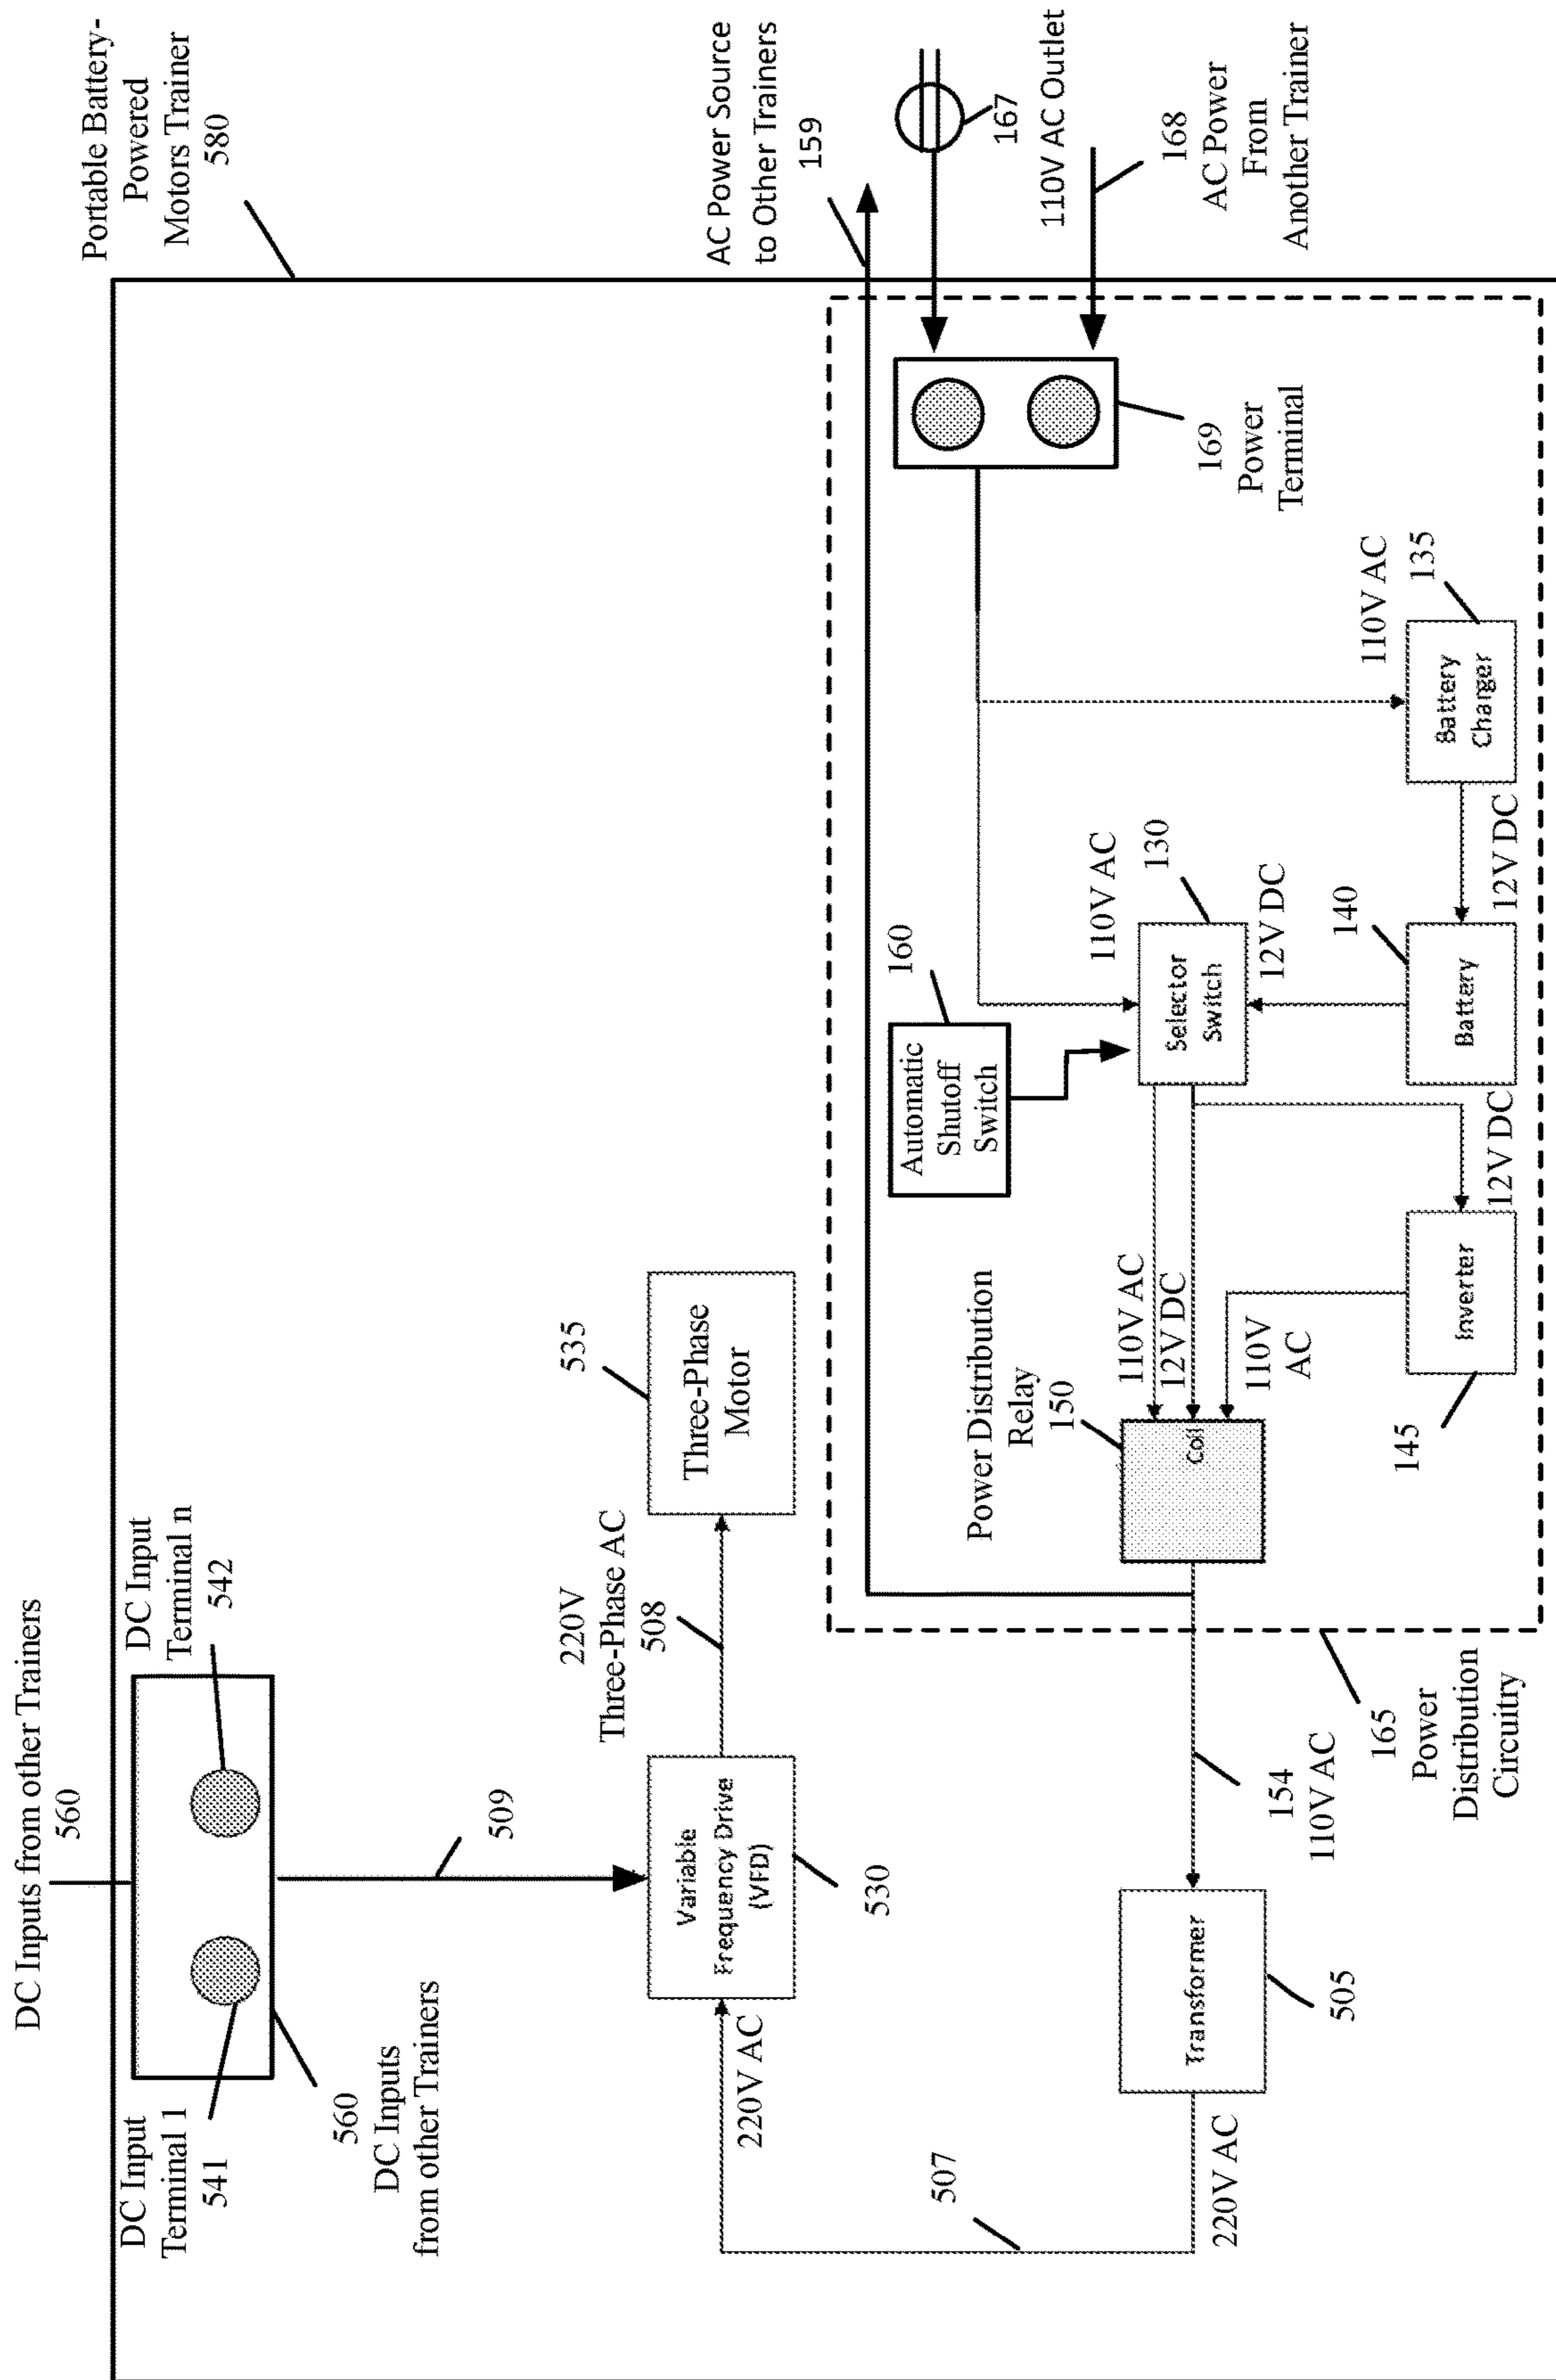 DC Inputs from other Trainers
560
Portable Battery-
Powered
Motors Trainer
580
DC Input
Terminal 1
541
DC Input
Terminal n
542
560
DC Inputs
from other Trainers
509
220V AC
Variable
Frequency Drive
(VFD)
530
220V
Three-Phase AC
508
Three-Phase
Motor
535
507
220V AC
Transformer
505
154
110V AC
165
Power
Distribution
Circuitry
Power Distribution
Relay
150
Coil
110V AC
12V DC
110V
AC
Inverter
145
12V DC
Automatic
Shutoff
Switch
160
Selector
Switch
110V AC
130
12V DC
Battery
140
12V DC
Battery
Charger
110V AC
135
169
Power
Terminal
AC Power Source
to Other Trainers
159
167
110V AC Outlet
168
AC Power
From
Another Trainer